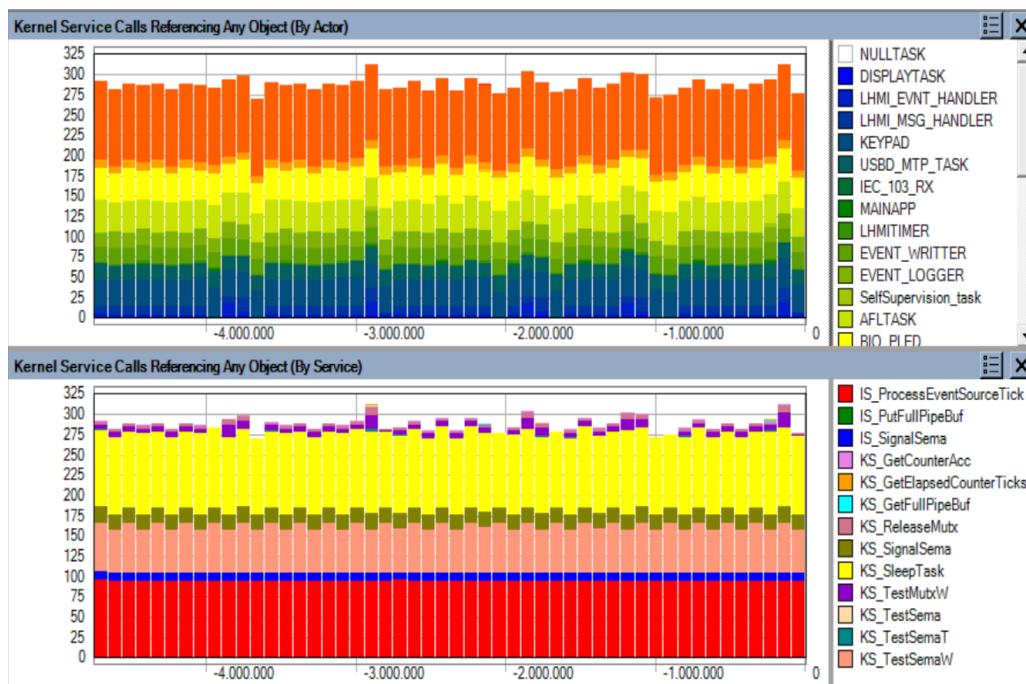 Kernel Service Calls Referencing Any Object (By Actor)
325
300
275
250
225
200
175
150
125
100
75
50
25
0
-4.000.000 -3.000.000 -2.000.000 -1.000.000 0
NULLTASK
DISPLAYTASK
LHMI_EVNT_HANDLER
LHMI_MSG_HANDLER
KEYPAD
USBD_MTP_TASK
IEC_103_RX
MAINAPP
LHMITIMER
EVENT_WRITTER
EVENT_LOGGER
SelfSupervision_task
AFLTASK
BIO_PLED
Kernel Service Calls Referencing Any Object (By Service)
325
300
275
250
225
200
175
150
125
100
75
50
25
0
-4.000.000 -3.000.000 -2.000.000 -1.000.000 0
IS_ProcessEventSourceTick
IS_PutFullPipeBuf
IS_SignalSema
KS_GetCounterAcc
KS_GetElapsedCounterTicks
KS_GetFullPipeBuf
KS_ReleaseMutx
KS_SignalSema
KS_SleepTask
KS_TestMutxW
KS_TestSema
KS_TestSemaT
KS_TestSemaW